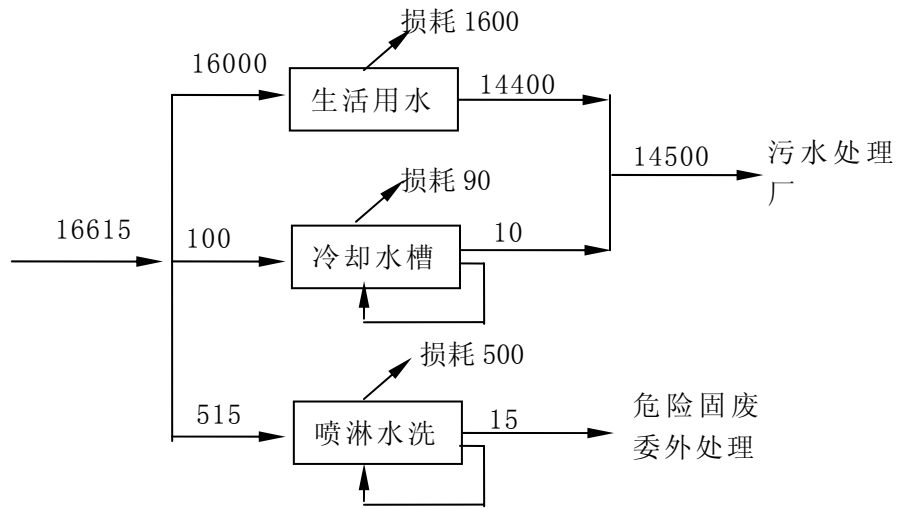 损耗 1600
16000
生活用水
14400
14500
污水处理
厂
损耗 90
16615
100
冷却水槽
10
损耗 500
515
喷淋水洗
15
危险固废
委外处理